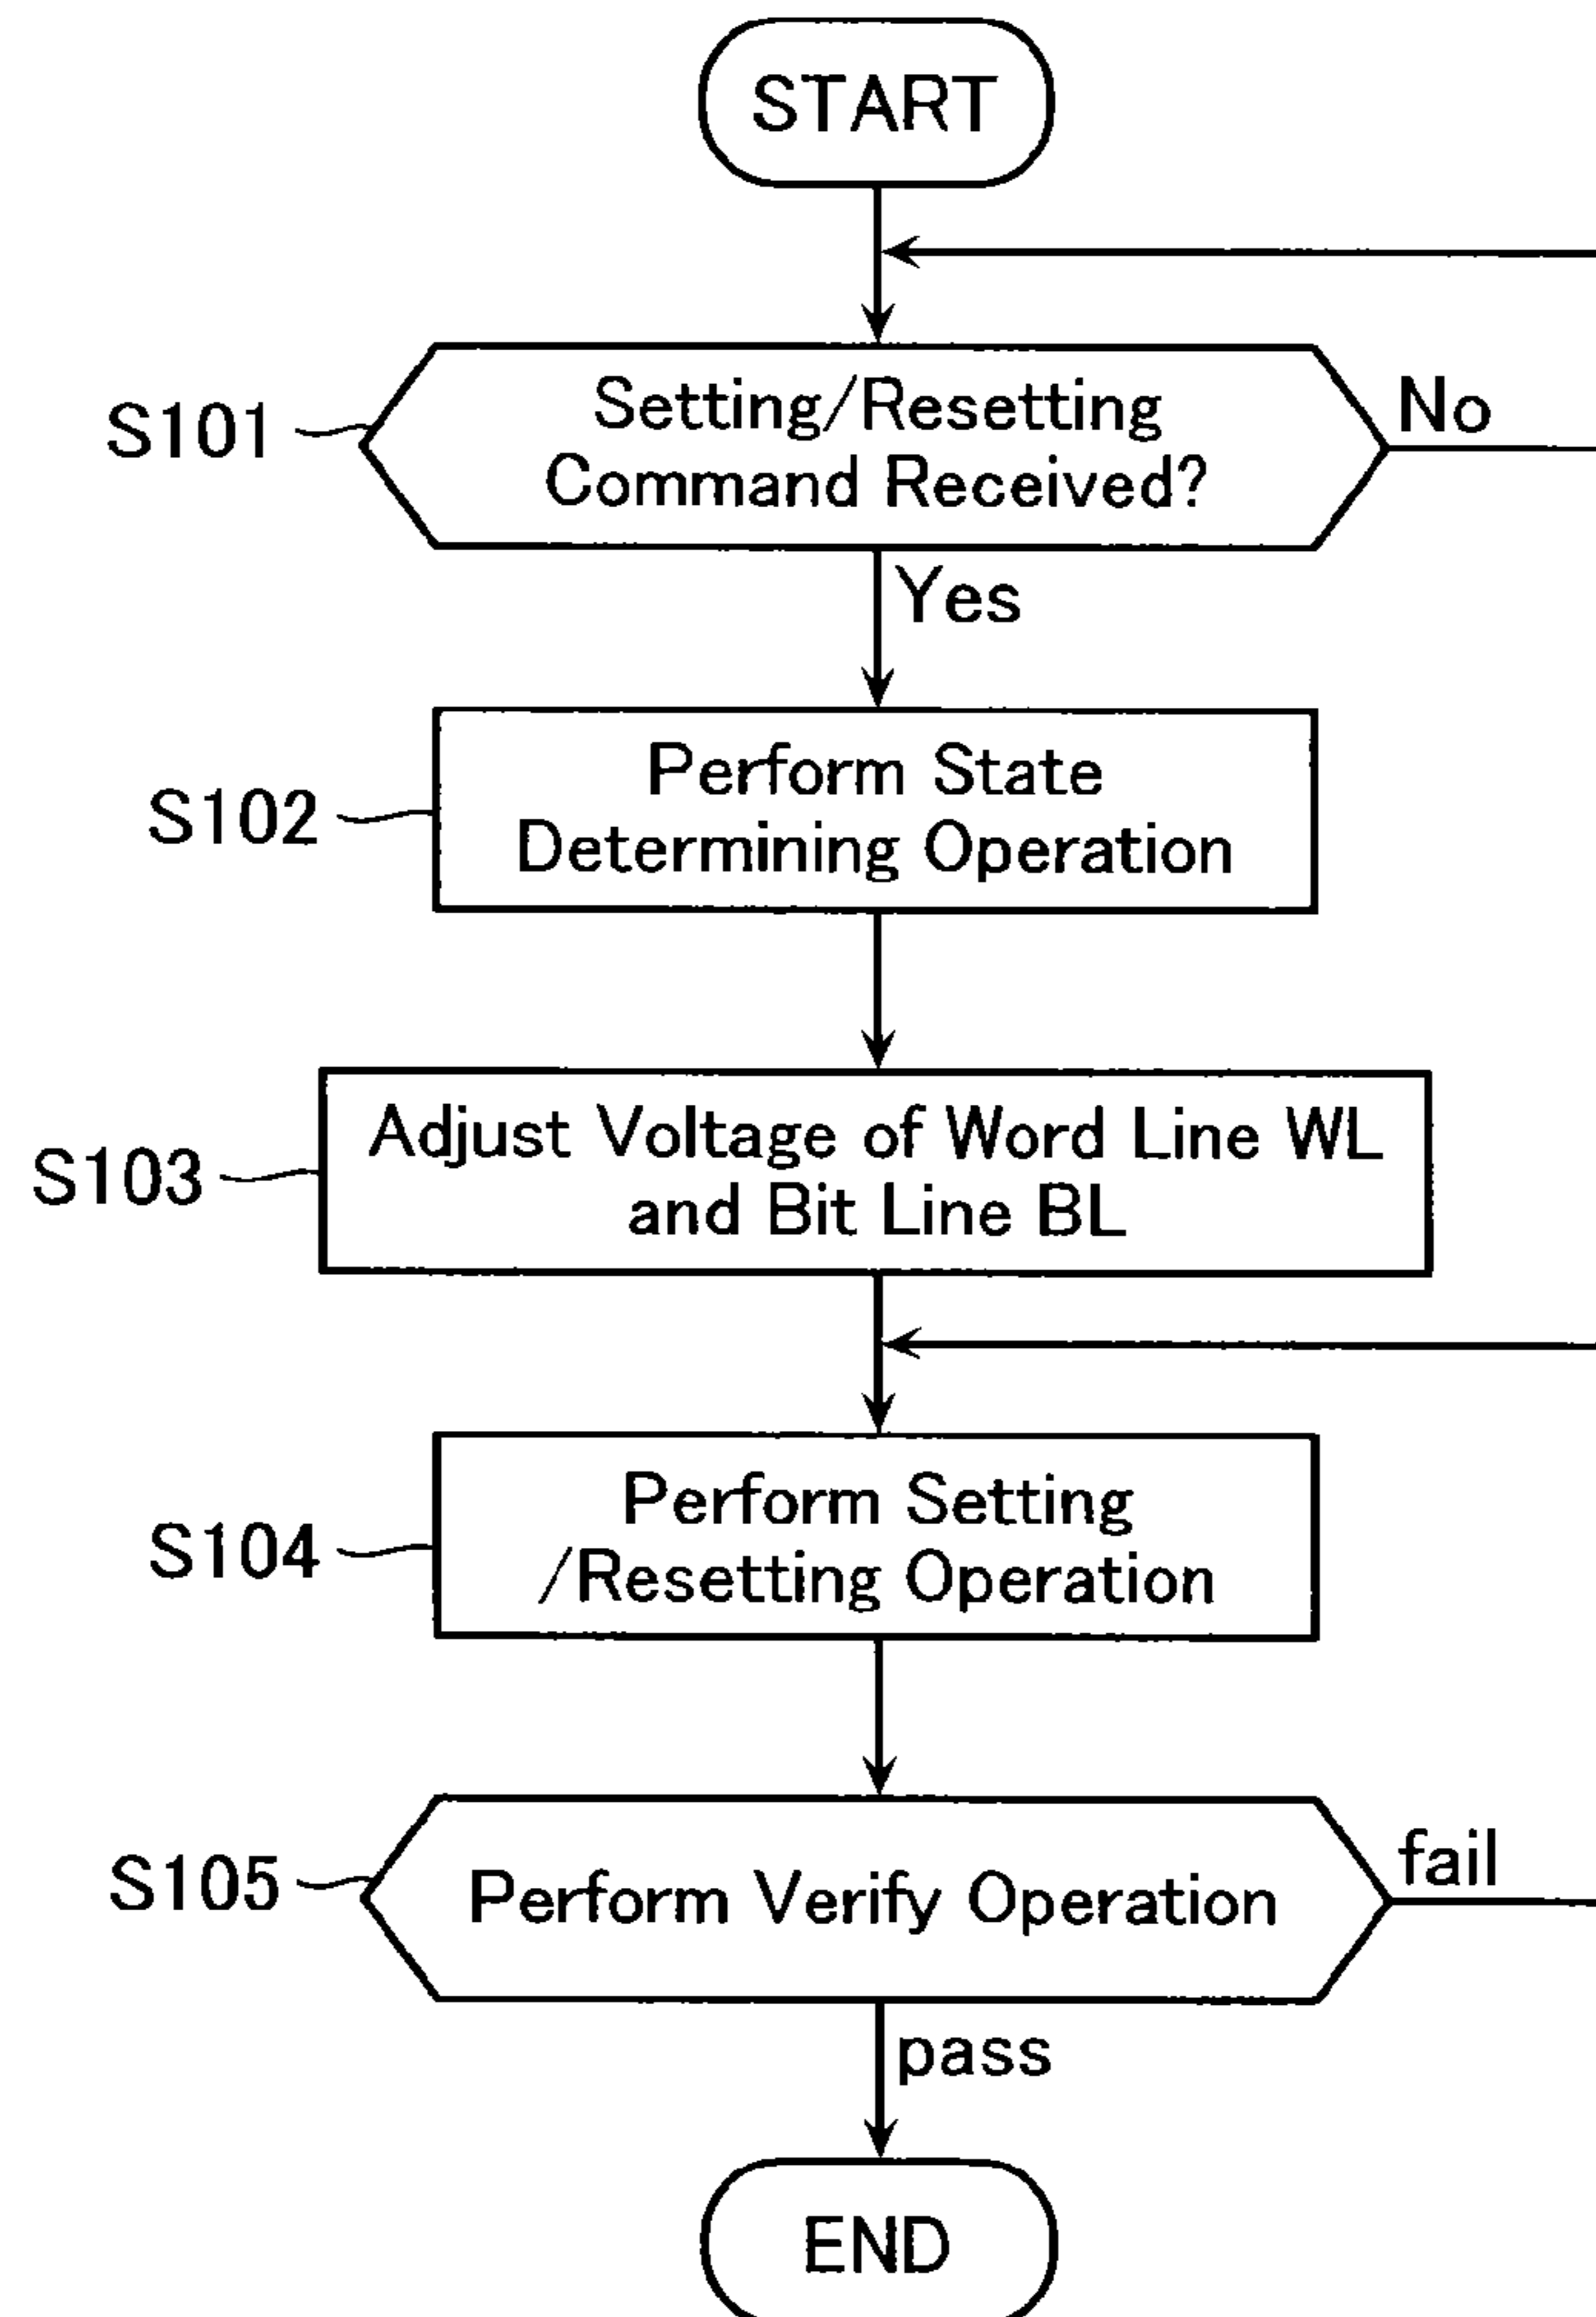 START
S101
Setting/Resetting
Command Received?
No
Yes
S102
Perform State
Determining Operation
S103
Adjust Voltage of Word Line WL
and Bit Line BL
S104
Perform Setting
/Resetting Operation
S105
Perform Verify Operation
fail
pass
END